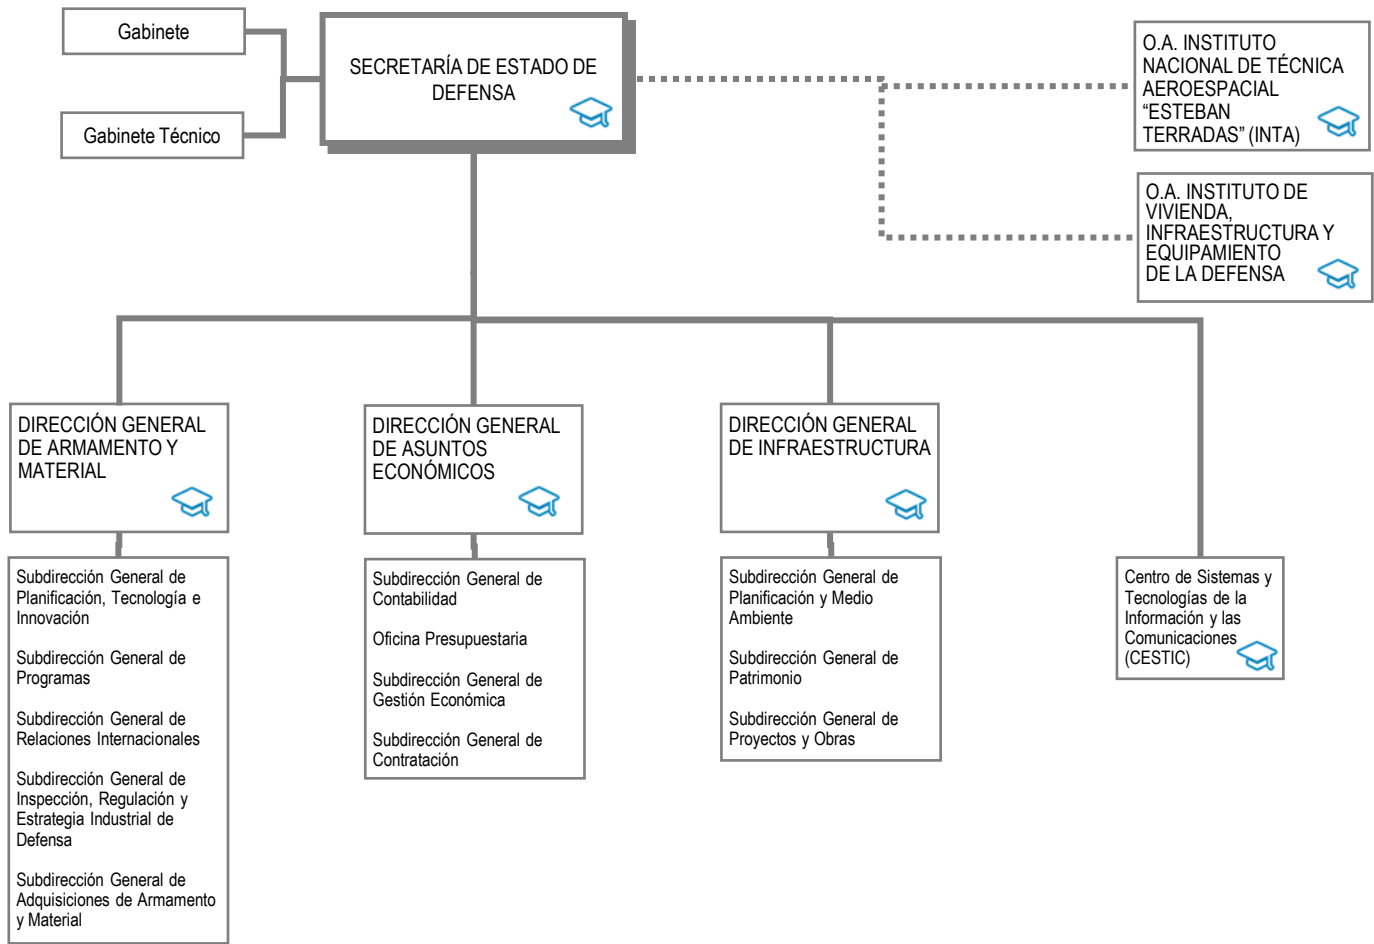 Gabinete
Gabinete Técnico
SECRETARÍA DE ESTADO DE
DEFENSA
O.A. INSTITUTO
NACIONAL DE TÉCNICA
AEROESPACIAL
“ESTEBAN
TERRADAS” (INTA)
O.A. INSTITUTO DE
VIVIENDA,
INFRAESTRUCTURA Y
EQUIPAMIENTO
DE LA DEFENSA
DIRECCIÓN GENERAL
DE ARMAMENTO Y
MATERIAL
Subdirección General de
Planificación, Tecnología e
Innovación
Subdirección General de
Programas
Subdirección General de
Relaciones Internacionales
Subdirección General de
Inspección, Regulación y
Estrategia Industrial de
Defensa
Subdirección General de
Adquisiciones de Armamento
y Material
DIRECCIÓN GENERAL
DE ASUNTOS
ECONÓMICOS
Subdirección General de
Contabilidad
Oficina Presupuestaria
Subdirección General de
Gestión Económica
Subdirección General de
Contratación
DIRECCIÓN GENERAL
DE INFRAESTRUCTURA
Subdirección General de
Planificación y Medio
Ambiente
Subdirección General de
Patrimonio
Subdirección General de
Proyectos y Obras
Centro de Sistemas y
Tecnologías de la
Información y las
Comunicaciones
(CESTIC)